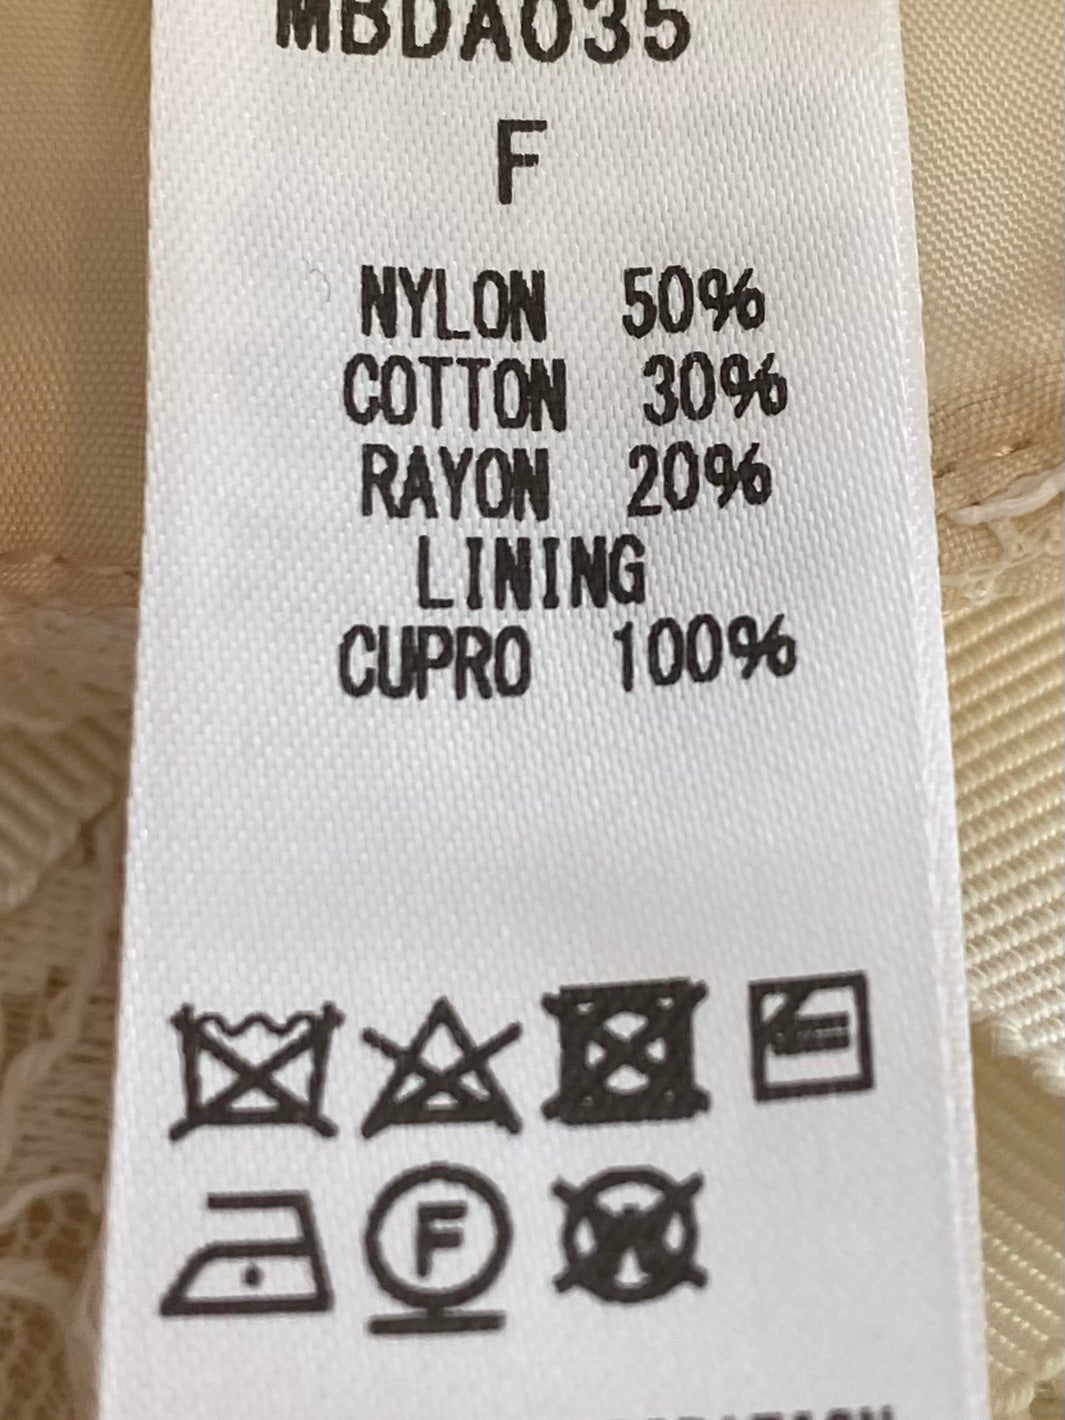 MBDA035
F
NYLON 50%
COTTON 30%
RAYON 20%
LINING
CUPRO 100%
F